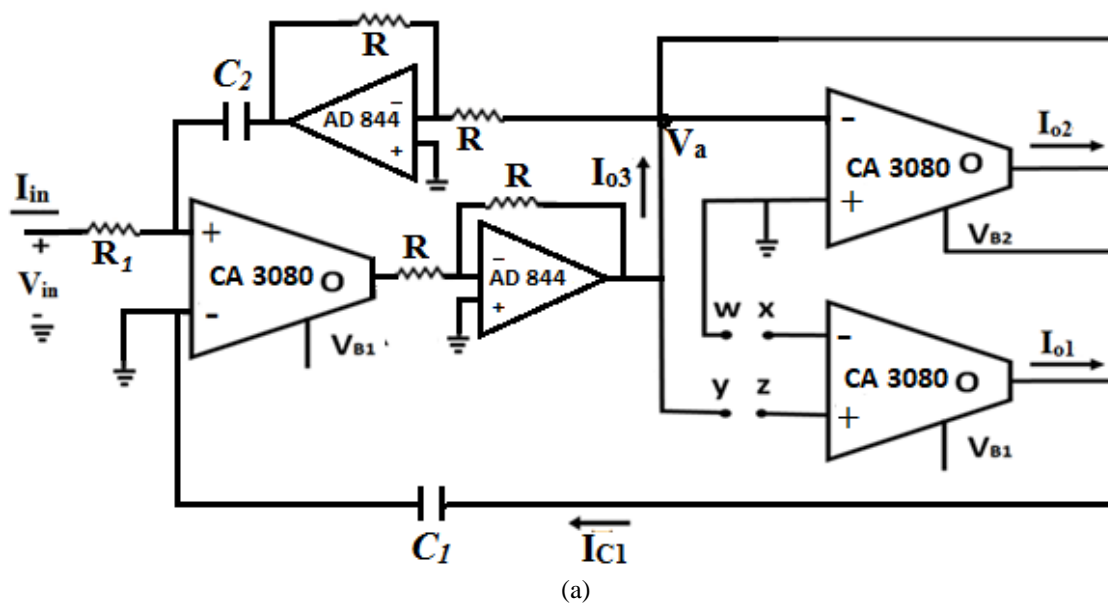 R
C2
AD 844
-
+
R
Va
-
+
CA 3080 O
Io2
VB2
Iin
+
Vin
-
R1
+
-
CA 3080 O
VB1
R
R
-
AD 844
+
Io3
w x
y z
-
+
CA 3080 O
Io1
VB1
C1
IC1
(a)